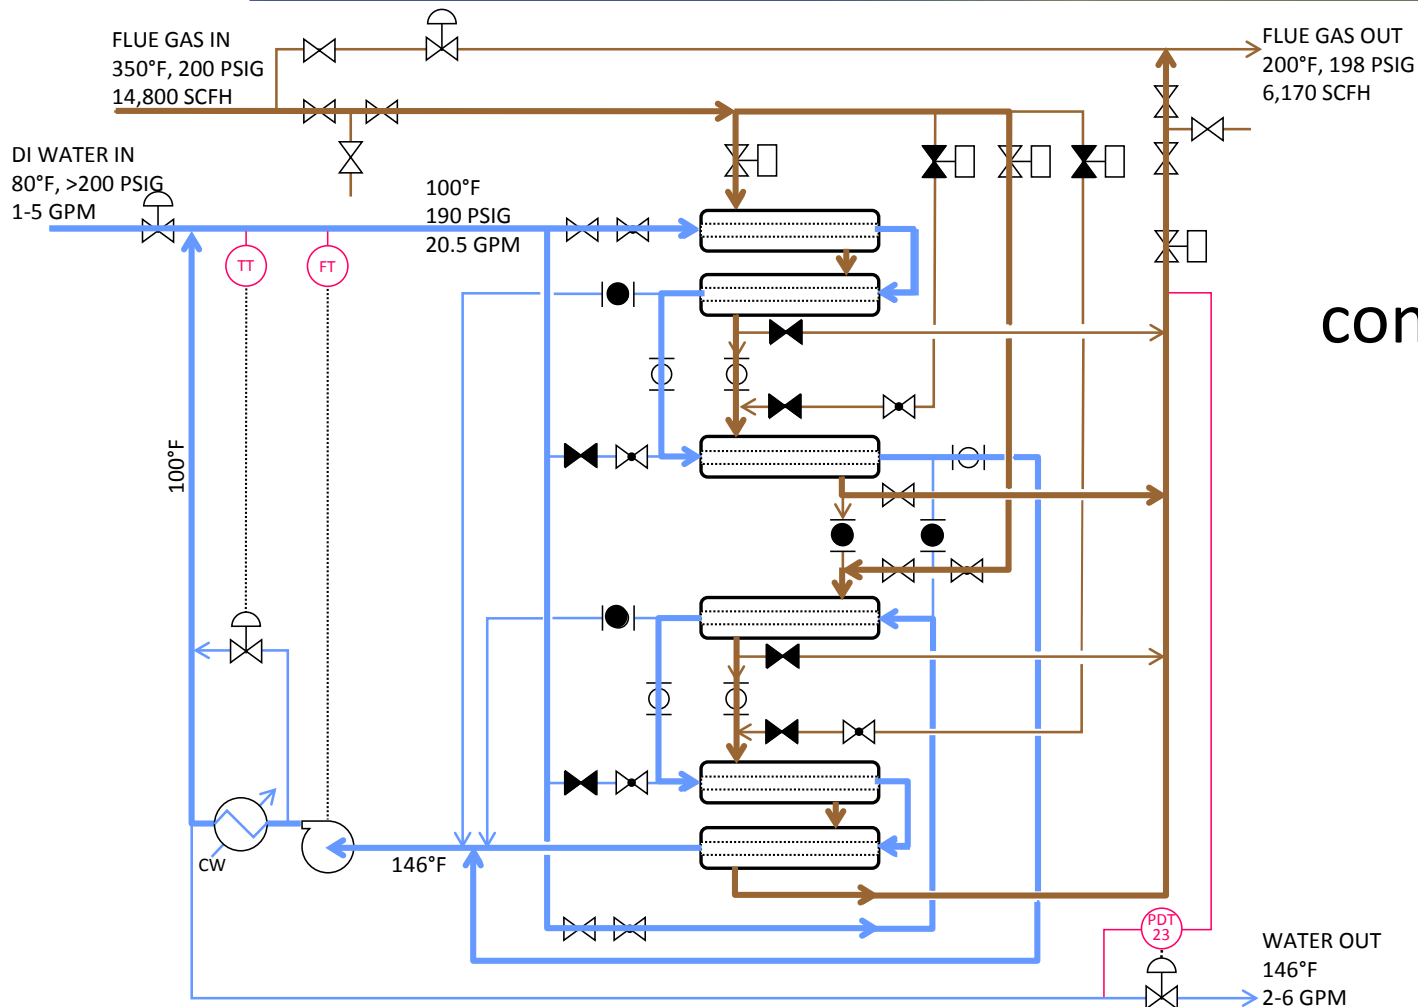 FLUE GAS IN
350°F, 200 PSIG
14,800 SCFH
FLUE GAS OUT
200°F, 198 PSIG
6,170 SCFH
DI WATER IN
80°F, >200 PSIG
1-5 GPM
100°F
190 PSIG
20.5 GPM
TT
FT
con
100°F
CW
146°F
PDT
23
WATER OUT
146°F
2-6 GPM